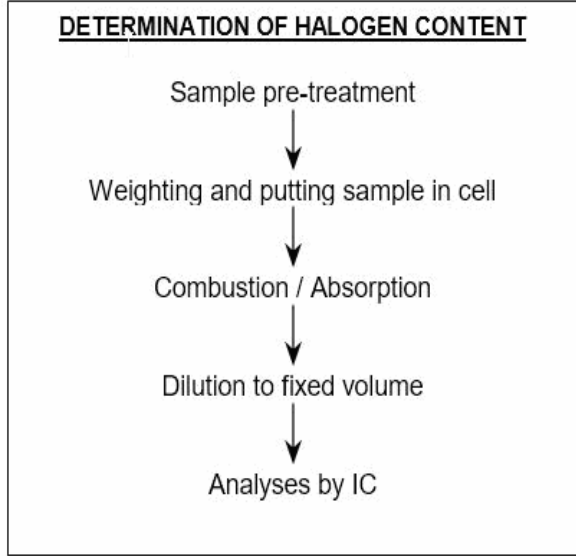 DETERMINATION OF HALOGEN CONTENT
Sample pre-treatment
Weighting and putting sample in cell
Combustion / Absorption
Dilution to fixed volume
Analyses by IC